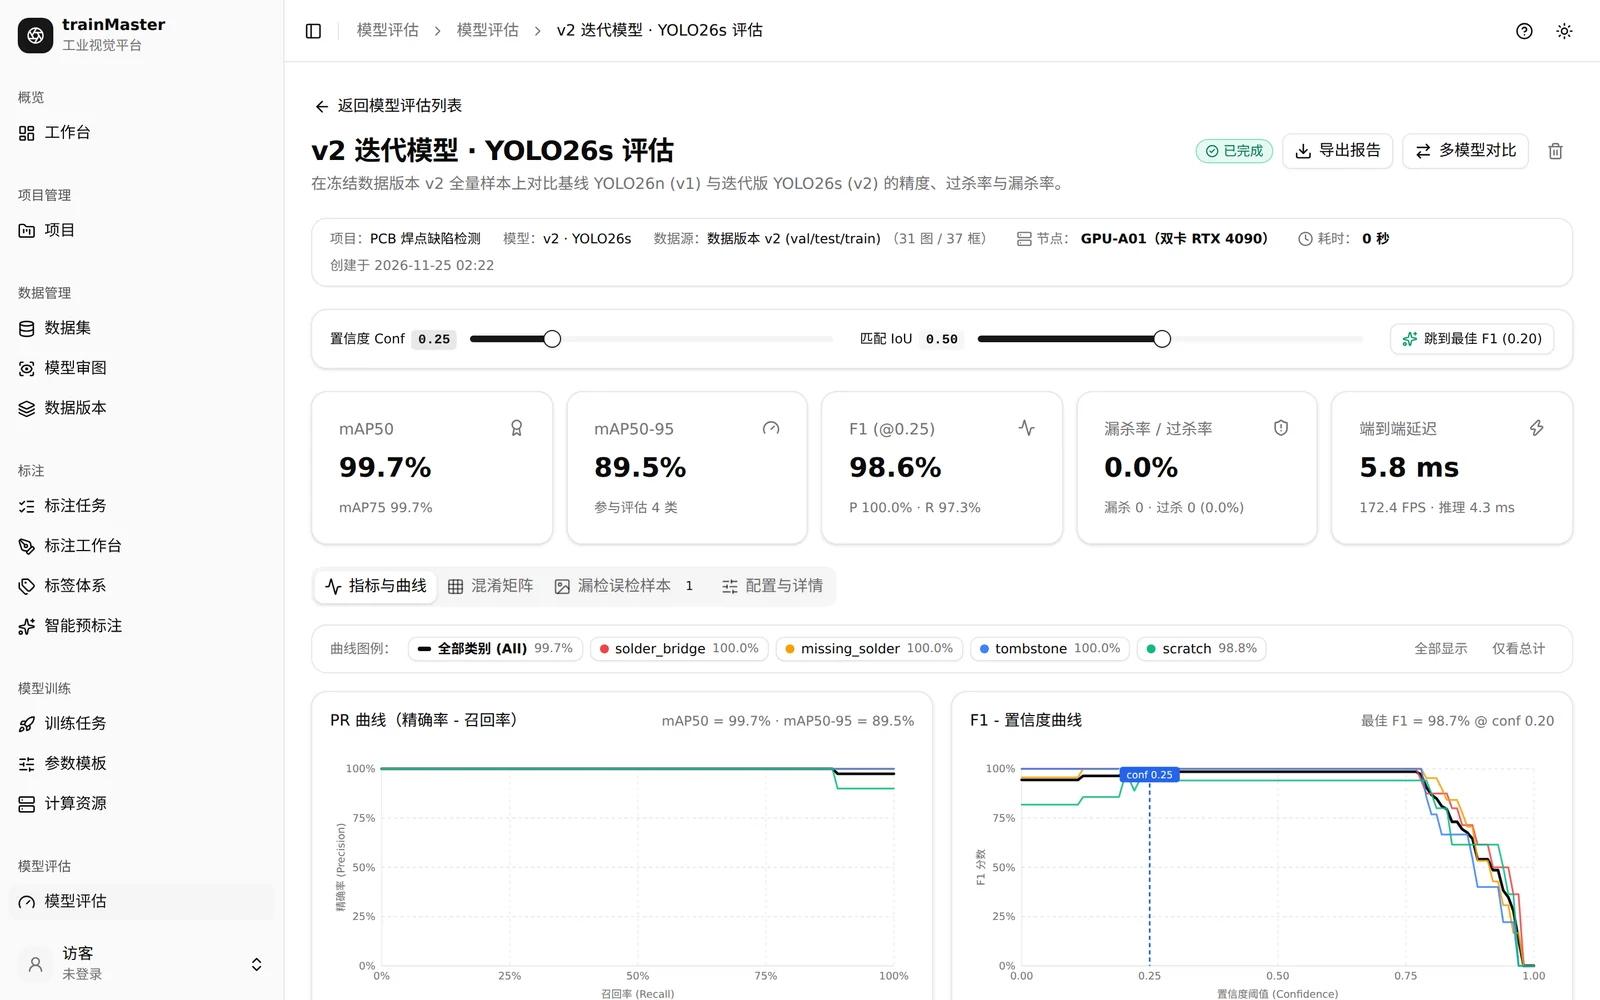 trainMaster
工业视觉平台
概览
工作台
项目管理
项目
数据管理
数据集
模型审图
数据版本
标注
标注任务
标注工作台
标签体系
智能预标注
模型训练
训练任务
参数模板
计算资源
模型评估
模型评估
访客
未登录
模型评估 > 模型评估 > v2 迭代模型 · YOLO26s 评估
返回模型评估列表
v2 迭代模型 · YOLO26s 评估
已完成 导出报告 多模型对比
在冻结数据版本 v2 全量样本上对比基线 YOLO26n (v1) 与迭代版 YOLO26s (v2) 的精度、过杀率与漏杀率。
项目： PCB 焊点缺陷检测 模型： v2 · YOLO26s 数据源： 数据版本 v2 (val/test/train) （31 图 / 37 框） 节点： GPU-A01（双卡 RTX 4090） 耗时： 0 秒
创建于 2026-11-25 02:22
置信度 Conf 0.25 匹配 IoU 0.50 跳到最佳 F1 (0.20)
mAP50
99.7%
mAP75 99.7%
mAP50-95
89.5%
参与评估 4 类
F1 (@0.25)
98.6%
P 100.0% · R 97.3%
漏杀率 / 过杀率
0.0%
漏杀 0 · 过杀 0 (0.0%)
端到端延迟
5.8 ms
172.4 FPS · 推理 4.3 ms
指标与曲线 混淆矩阵 漏检误检样本 1 配置与详情
曲线图例： 全部类别 (All) 99.7% solder_bridge 100.0% missing_solder 100.0% tombstone 100.0% scratch 98.8% 全部显示 仅看总计
PR 曲线（精确率 - 召回率） mAP50 = 99.7% · mAP50-95 = 89.5%
100%
75%
50%
25%
0%
精确率 (Precision)
0% 25% 50% 75% 100%
召回率 (Recall)
F1 - 置信度曲线 最佳 F1 = 98.7% @ conf 0.20
conf 0.25
100%
75%
50%
25%
0%
F1 分数
0.00 0.25 0.50 0.75 1.00
置信度阈值 (Confidence)